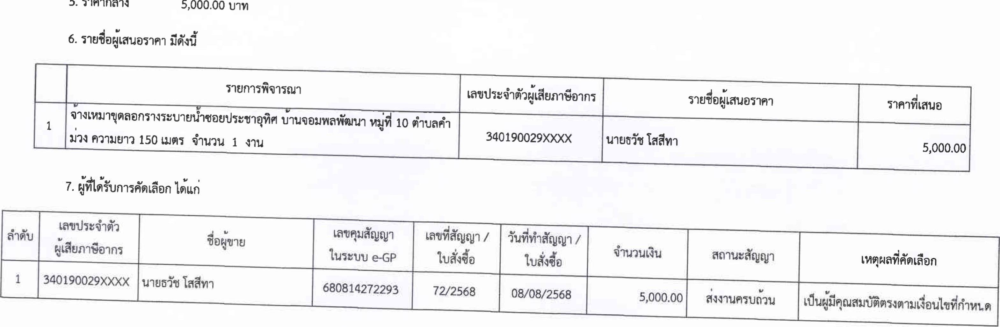 5. ราคากลาง 5,000.00 บาท
6. รายชื่อผู้เสนอราคา มีดังนี้
รายการพิจารณา เลขประจำตัวผู้เสียภาษีอากร รายชื่อผู้เสนอราคา ราคาที่เสนอ
1 จ้างเหมาขุดลอกรางระบายน้ำซอยประชาอุทิศ บ้านจอมพลพัฒนา หมู่ที่ 10 ตำบลคำ
ม่วง ความยาว 150 เมตร จำนวน 1 งาน 340190029XXXX นายธวัช โสสีทา 5,000.00
7. ผู้ที่ได้รับการคัดเลือก ได้แก่
ลำดับ เลขประจำตัว ชื่อผู้ขาย เลขคุมสัญญา เลขที่สัญญา / วันที่ทำสัญญา / จำนวนเงิน สถานะสัญญา เหตุผลที่คัดเลือก
ผู้เสียภาษีอากร ในระบบ e-GP ใบสั่งซื้อ ใบสั่งซื้อ
1 340190029XXXX นายธวัช โสสีทา 680814272293 72/2568 08/08/2568 5,000.00 ส่งงานครบถ้วน เป็นผู้มีคุณสมบัติตรงตามเงื่อนไขที่กำหนด